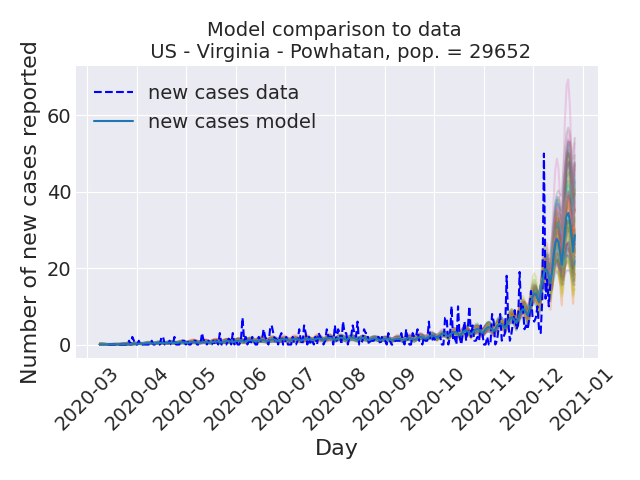 Model comparison to data
US - Virginia - Powhatan, pop. = 29652
Number of new cases reported
60
40
20
0
new cases data
new cases model
2020-03
2020-04
2020-05
2020-06
2020-07
2020-08
2020-09
2020-10
2020-11
2020-12
2021-01
Day